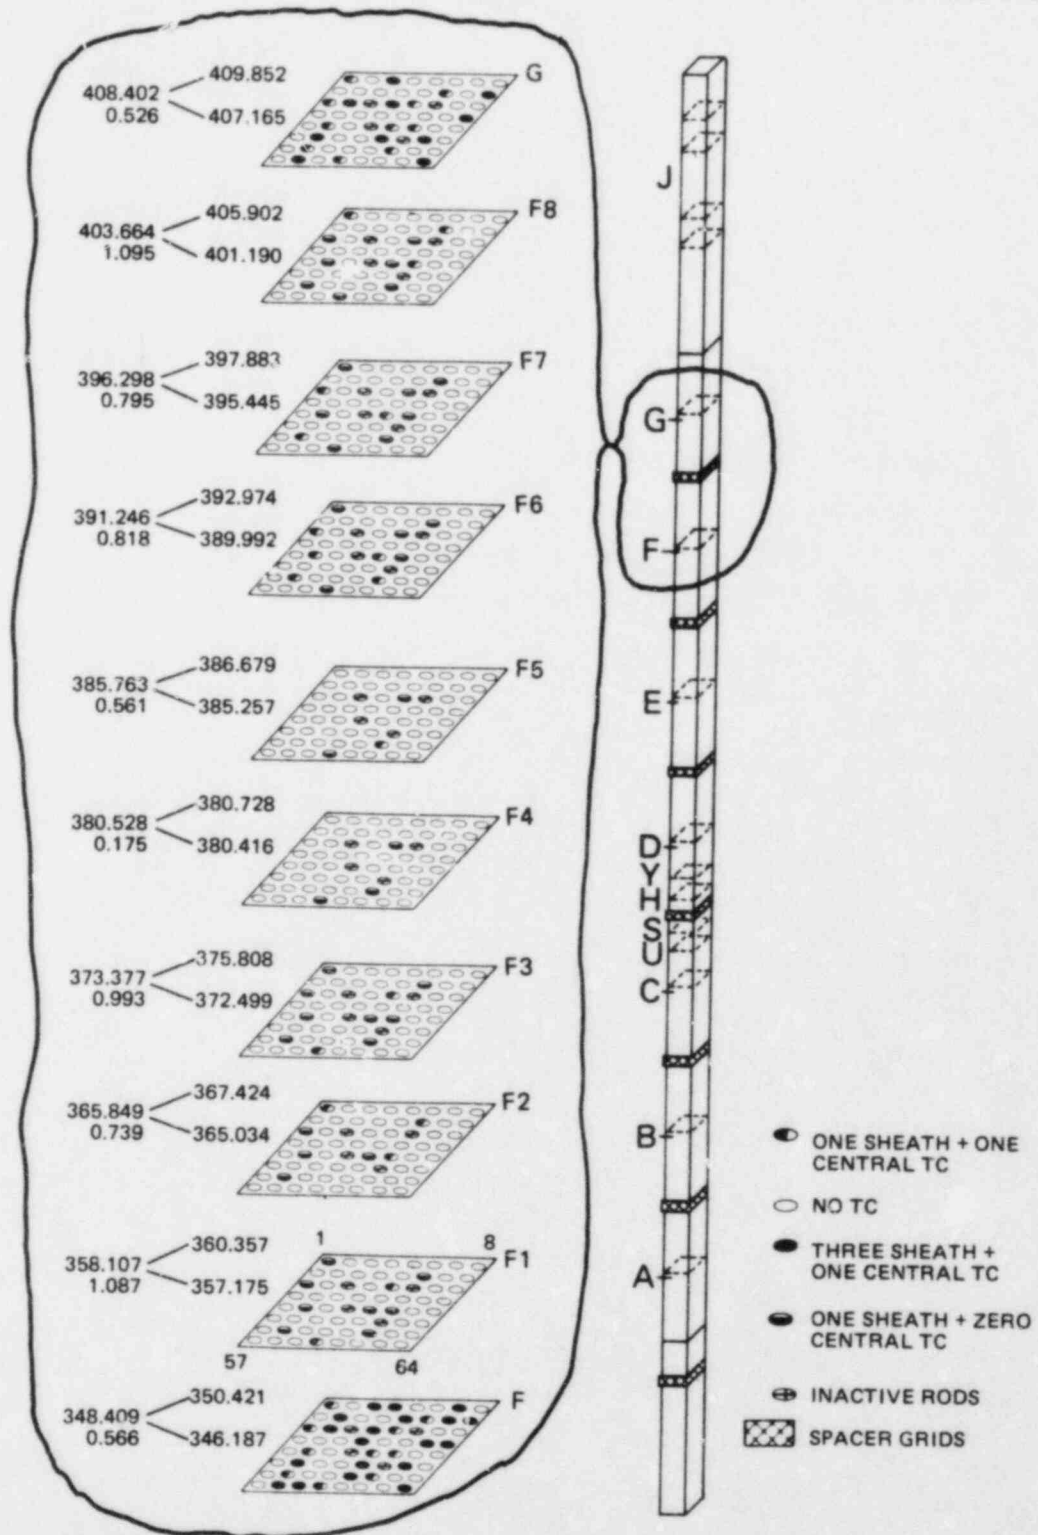 409.852
G
408.402
0.526
407.165
405.902
F8
403.664
1.095
401.190
397.883
F7
396.298
0.795
395.445
392.974
F6
391.246
0.818
389.992
386.679
F5
385.763
0.561
385.257
380.728
F4
380.528
0.175
380.416
375.808
F3
373.377
0.993
372.499
367.424
F2
365.849
0.739
365.034
360.357
1
8
F1
358.107
1.087
357.175
57
64
350.421
F
348.409
0.566
346.187
J
G
F
E
D
Y
H
S
U
C
B
A
ONE SHEATH + ONE
CENTRAL TC
NO TC
THREE SHEATH +
ONE CENTRAL TC
ONE SHEATH + ZERO
CENTRAL TC
INACTIVE RODS
SPACER GRIDS